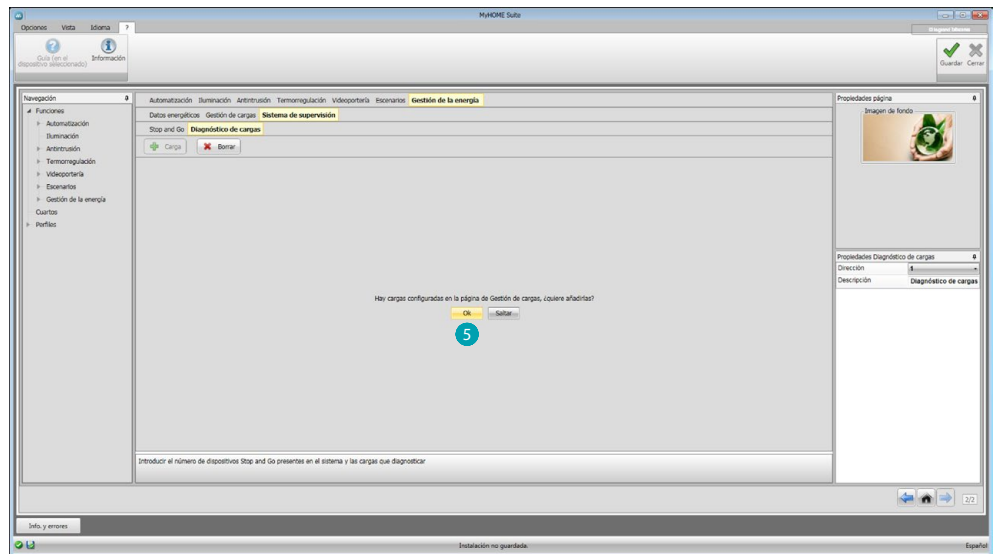 MyHOME Suite
Opciones Vista Idioma ?
Guía (en el dispositivo seleccionado)
Información
Guardar Cerrar
Navegación
Funciones
Automatización
Iluminación
Antintrusión
Termorregulación
Videoportería
Escenarios
Gestión de la energía
Cuartos
Perfiles
Automatización Iluminación Antintrusión Termorregulación Videoportería Escenarios Gestión de la energía
Datos energéticos Gestión de cargas Sistema de supervisión
Stop and Go Diagnóstico de cargas
Carga Borrar
Hay cargas configuradas en la página de Gestión de cargas, ¿quiere añadirlas?
Ok Saltar
5
Introducir el número de dispositivos Stop and Go presentes en el sistema y las cargas que diagnosticar
Propiedades página
Imagen de fondo
Propiedades Diagnóstico de cargas
Dirección 1
Descripción Diagnóstico de cargas
2/2
Info. y errores
Instalación no guardada.
Español